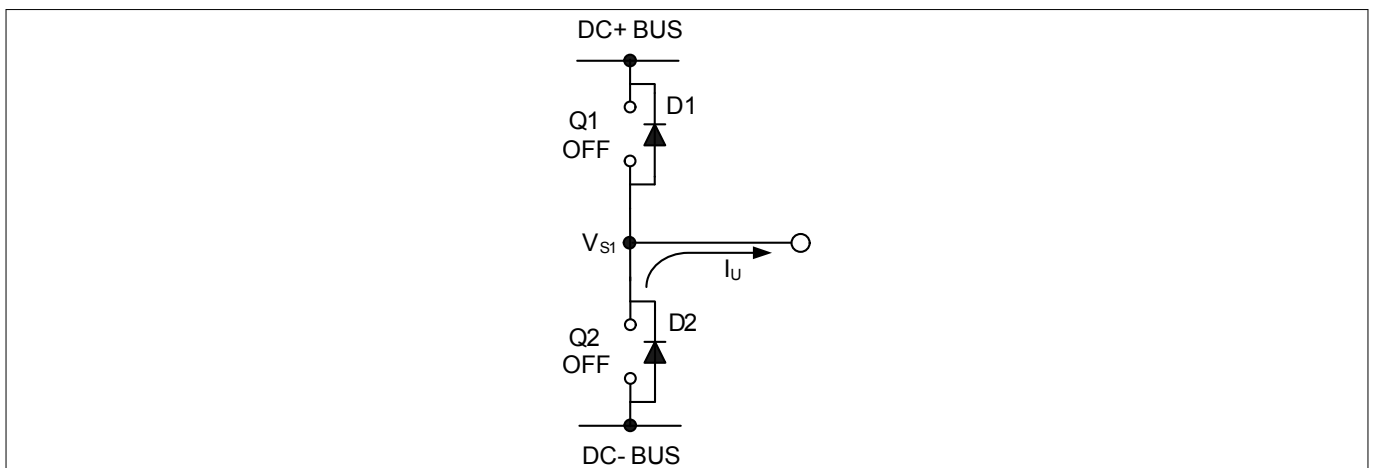 DC+ BUS
D1
Q1
OFF
VS1
IU
D2
Q2
OFF
DC- BUS